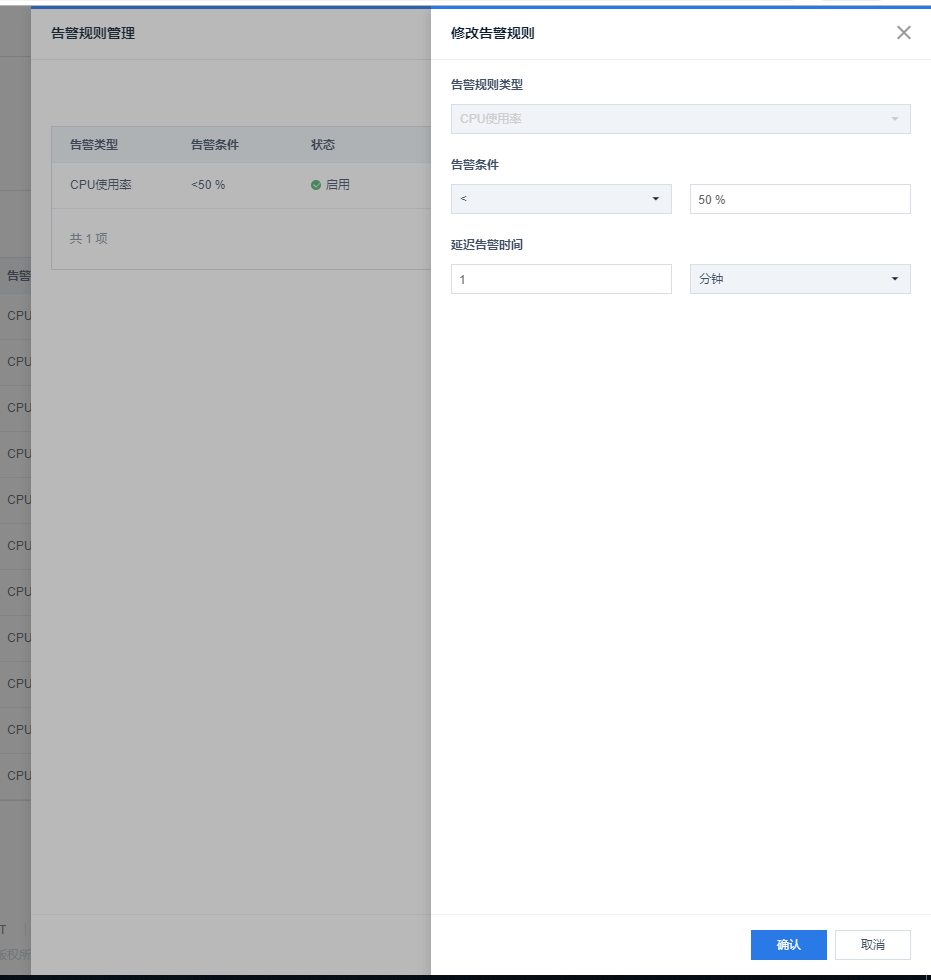 告警规则管理
修改告警规则
告警规则类型
CPU使用率
告警条件
<
50 %
延迟告警时间
1
分钟
确认
取消
告警类型 告警条件 状态
CPU使用率 <50 % 启用
共 1 项
告警
CPU
CPU
CPU
CPU
CPU
CPU
CPU
CPU
CPU
CPU
CPU
T
版权所